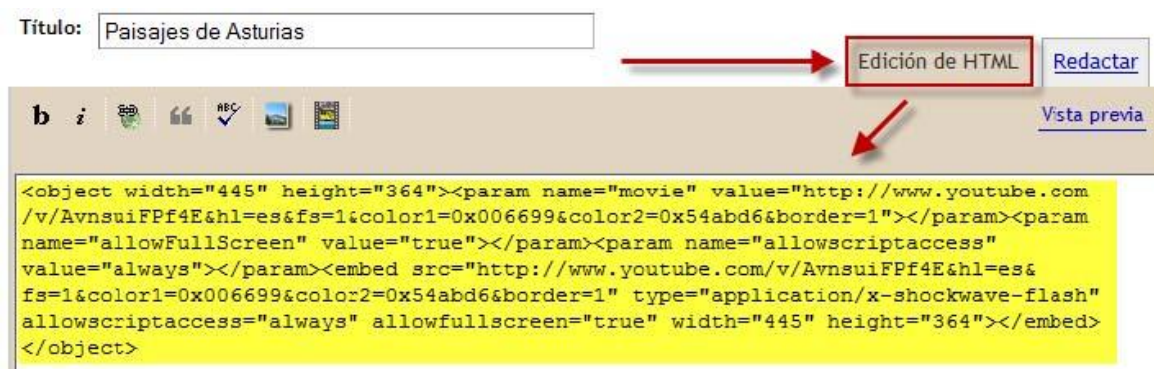 Título: Paisajes de Asturias
Edición de HTML Redactar
b i ABC Vista previa
<object width="445" height="364"><param name="movie" value="http://www.youtube.com
/v/AvnsuiFPf4E&hl=es&fs=1&color1=0x006699&color2=0x54abd6&border=1"></param><param
name="allowFullScreen" value="true"></param><param name="allowscriptaccess"
value="always"></param><embed src="http://www.youtube.com/v/AvnsuiFPf4E&hl=es&
fs=1&color1=0x006699&color2=0x54abd6&border=1" type="application/x-shockwave-flash"
allowscriptaccess="always" allowfullscreen="true" width="445" height="364"></embed>
</object>